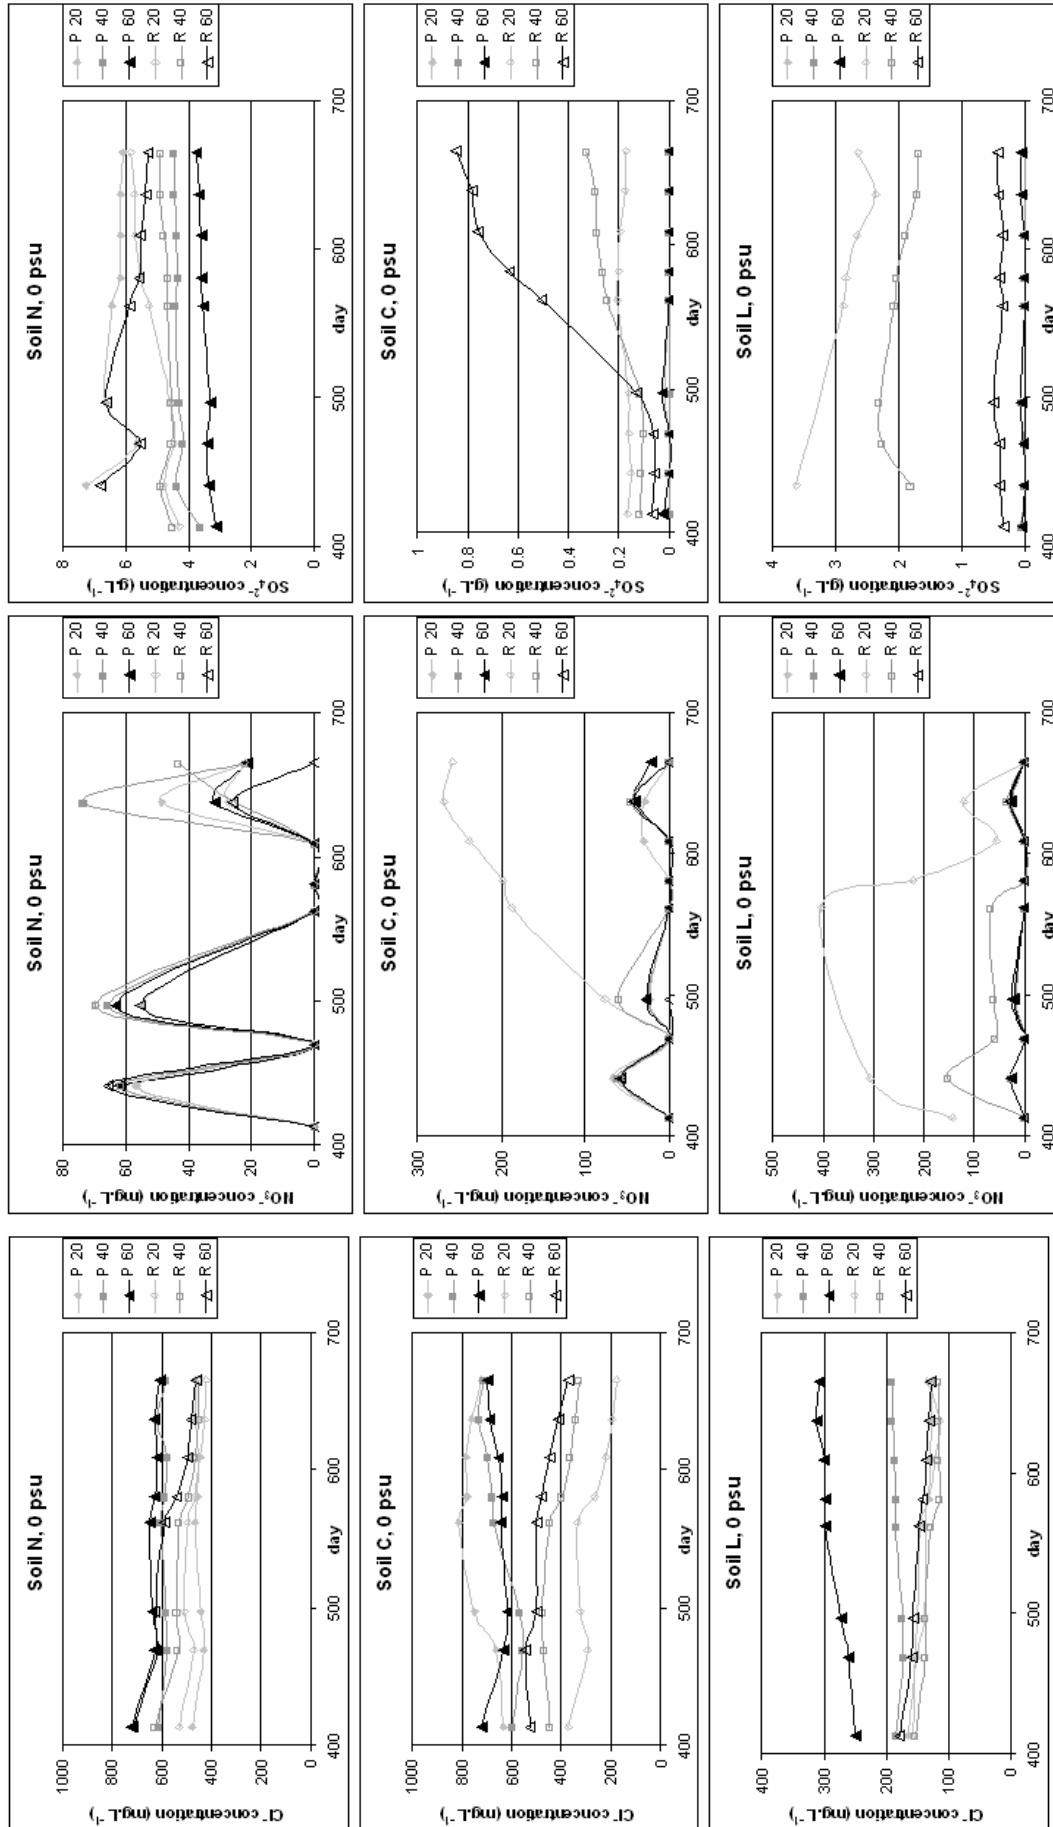 Soil N, 0 psu
Cl⁻ concentration (mg.L⁻¹)
1000
800
600
400
200
0
400
500
600
700
day
P 20
P 40
P 60
R 20
R 40
R 60
Soil N, 0 psu
NO₃⁻ concentration (mg.L⁻¹)
80
60
40
20
0
400
500
600
700
day
P 20
P 40
P 60
R 20
R 40
R 60
Soil N, 0 psu
SO₄²⁻ concentration (g.L⁻¹)
8
6
4
2
0
400
500
600
700
day
P 20
P 40
P 60
R 20
R 40
R 60
Soil C, 0 psu
Cl⁻ concentration (mg.L⁻¹)
1000
800
600
400
200
0
400
500
600
700
day
P 20
P 40
P 60
R 20
R 40
R 60
Soil C, 0 psu
NO₃⁻ concentration (mg.L⁻¹)
300
200
100
0
400
500
600
700
day
P 20
P 40
P 60
R 20
R 40
R 60
Soil C, 0 psu
SO₄²⁻ concentration (g.L⁻¹)
1
0.8
0.6
0.4
0.2
0
400
500
600
700
day
P 20
P 40
P 60
R 20
R 40
R 60
Soil L, 0 psu
Cl⁻ concentration (mg.L⁻¹)
400
300
200
100
0
400
500
600
700
day
P 20
P 40
P 60
R 20
R 40
R 60
Soil L, 0 psu
NO₃⁻ concentration (mg.L⁻¹)
500
400
300
200
100
0
400
500
600
700
day
P 20
P 40
P 60
R 20
R 40
R 60
Soil L, 0 psu
SO₄²⁻ concentration (g.L⁻¹)
4
3
2
1
0
400
500
600
700
day
P 20
P 40
P 60
R 20
R 40
R 60